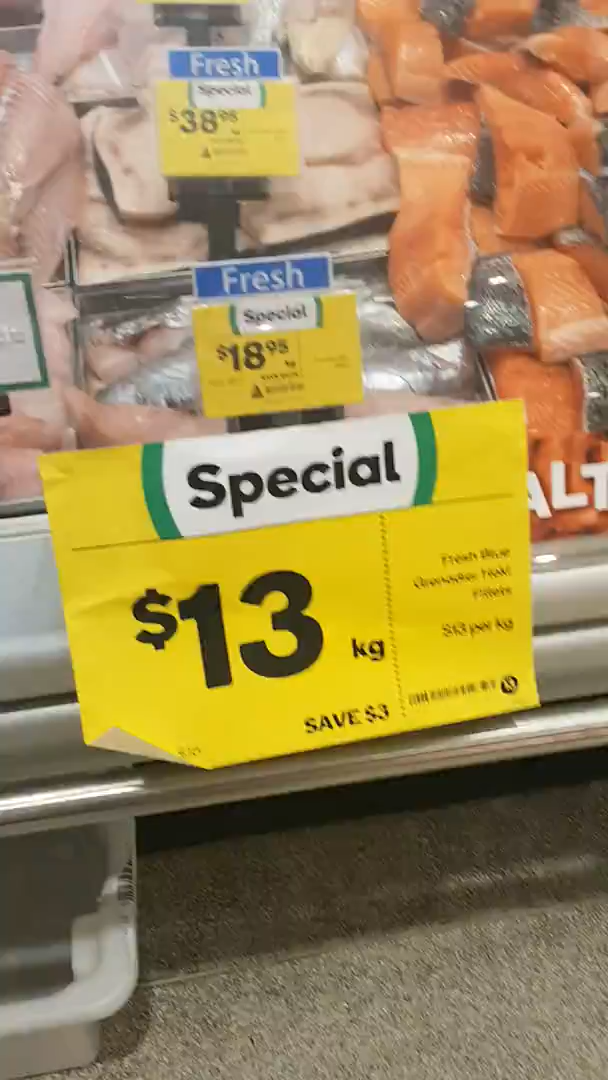 Fresh
Special
$38
Fresh
Special
$18 95
kg
ALT
Special
$13 kg
SAVE $3
Fresh Blue
Grenadier Hoki
Fillets
$13 per kg